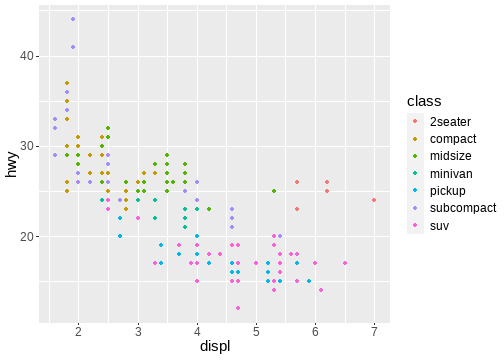 hwy
40
30
20
2
3
4
5
6
7
displ
class
2seater
compact
midsize
minivan
pickup
subcompact
suv